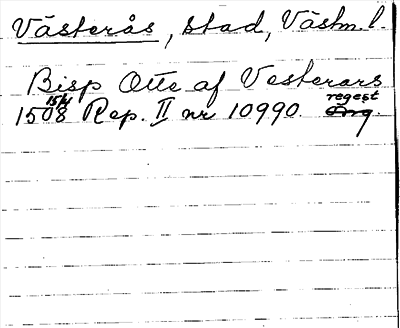 Västerås, stad, Västm. l.
Bisp Otte af Vesterars
1508 15/4 Rep. II nr 10990. regest